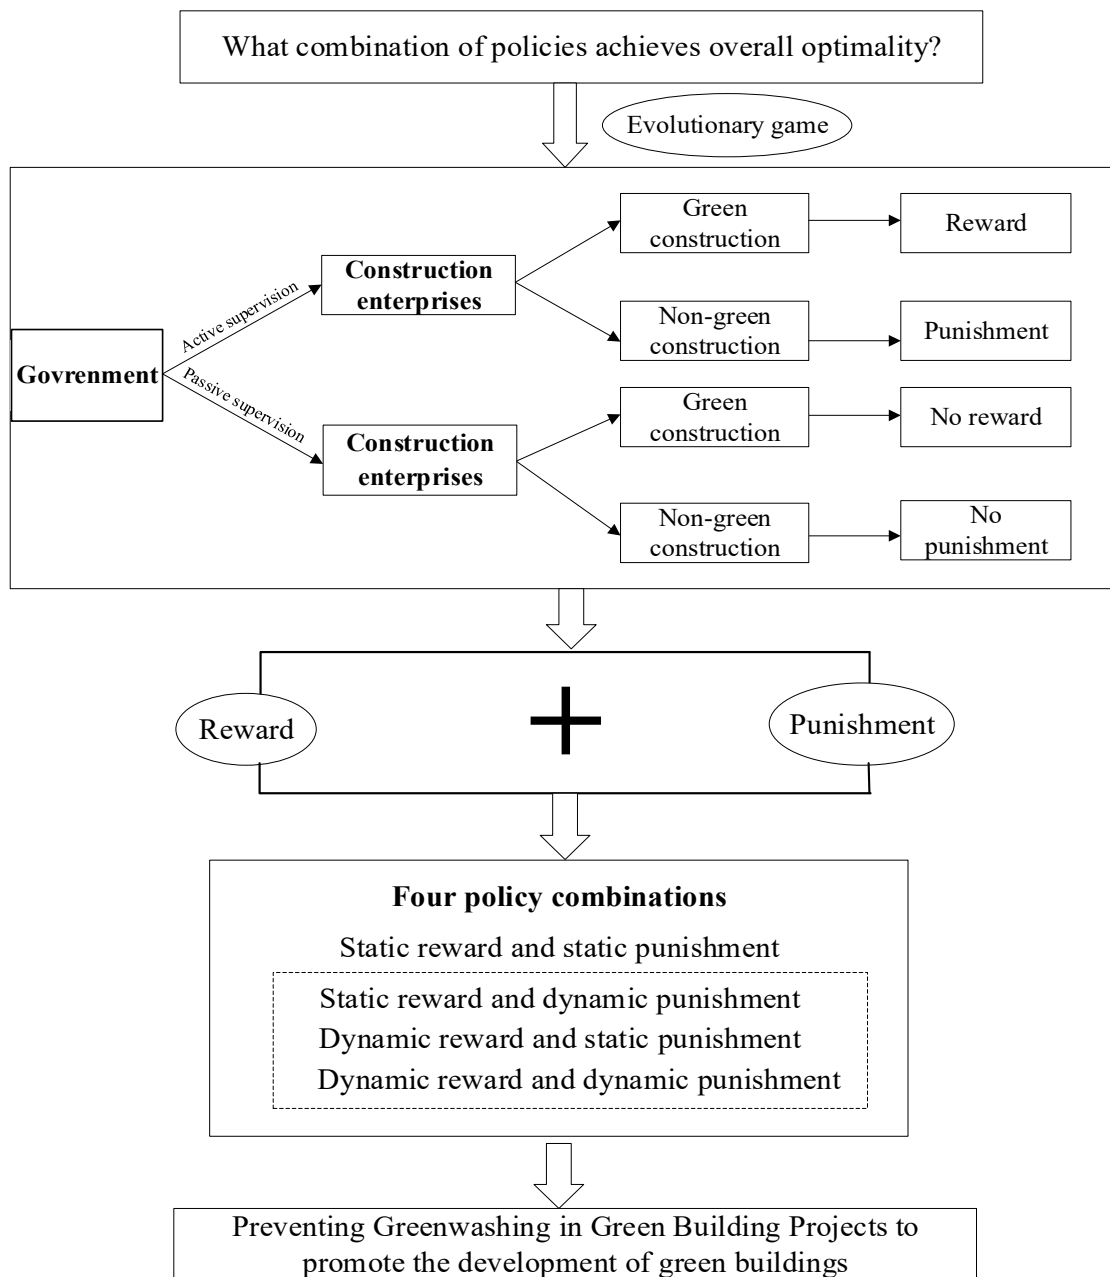 What combination of policies achieves overall optimality?
Evolutionary game
Green
construction
Reward
Construction
enterprises
Active supervision
Non-green
construction
Punishment
Govrenment
Passive supervision
Green
construction
No reward
Construction
enterprises
Non-green
construction
No
punishment
Reward
+
Punishment
Four policy combinations
Static reward and static punishment
Static reward and dynamic punishment
Dynamic reward and static punishment
Dynamic reward and dynamic punishment
Preventing Greenwashing in Green Building Projects to
promote the development of green buildings